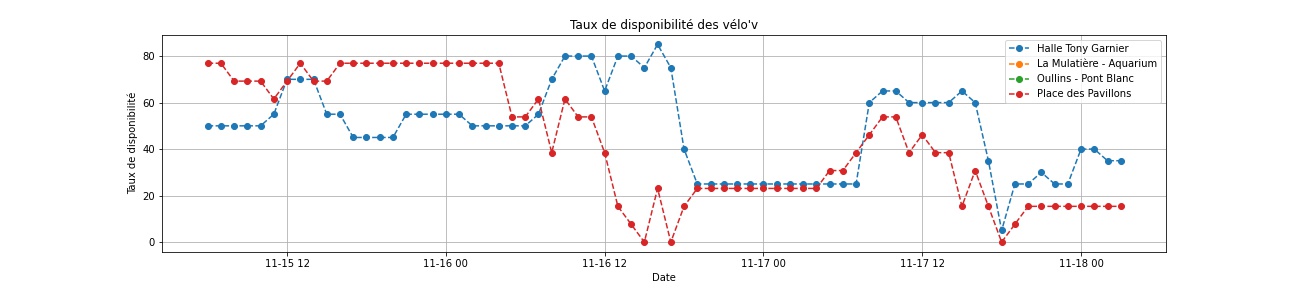 Taux de disponibilité des vélo'v
Taux de disponibilité
80
60
40
20
0
Halle Tony Garnier
La Mulatière - Aquarium
Oullins - Pont Blanc
Place des Pavillons
11-15 12
11-16 00
11-16 12
11-17 00
11-17 12
11-18 00
Date